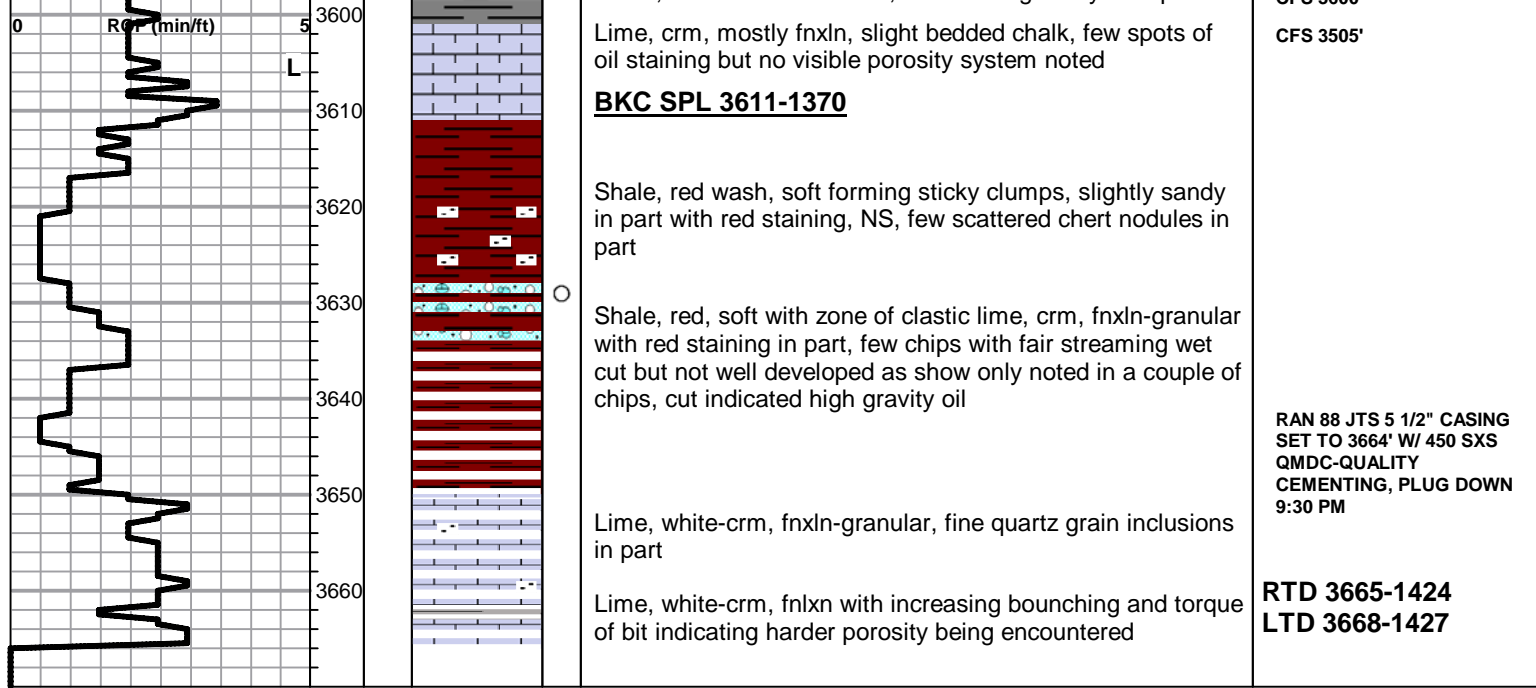 3600
0 ROP (min/ft) 5
L
3610
3620
3630
3640
3650
3660
Lime, crm, mostly fnxln, slight bedded chalk, few spots of
oil staining but no visible porosity system noted
BKC SPL 3611-1370
Shale, red wash, soft forming sticky clumps, slightly sandy
in part with red staining, NS, few scattered chert nodules in
part
Shale, red, soft with zone of clastic lime, crm, fnxln-granular
with red staining in part, few chips with fair streaming wet
cut but not well developed as show only noted in a couple of
chips, cut indicated high gravity oil
Lime, white-crm, fnxln-granular, fine quartz grain inclusions
in part
Lime, white-crm, fnlxn with increasing bounching and torque
of bit indicating harder porosity being encountered
CFS 3505'
RAN 88 JTS 5 1/2" CASING
SET TO 3664' W/ 450 SXS
QMDC-QUALITY
CEMENTING, PLUG DOWN
9:30 PM
RTD 3665-1424
LTD 3668-1427